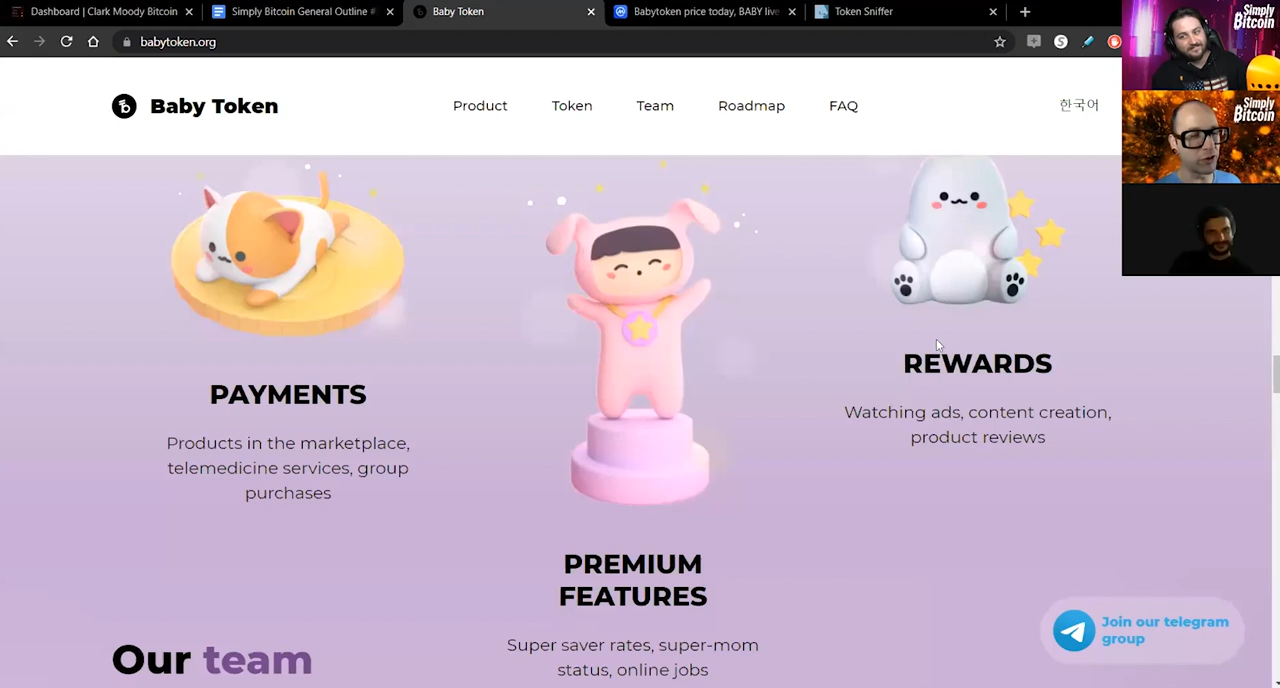 Dashboard | Clark Moody Bitcoin
Simply Bitcoin General Outline #
Baby Token
Babytoken price today, BABY live
Token Sniffer
babytoken.org
Simply
Bitcoin
Simply
Bitcoin
Baby Token
Product
Token
Team
Roadmap
FAQ
한국어
PAYMENTS
Products in the marketplace,
telemedicine services, group
purchases
PREMIUM
FEATURES
Super saver rates, super-mom
status, online jobs
REWARDS
Watching ads, content creation,
product reviews
Our team
Join our telegram
group